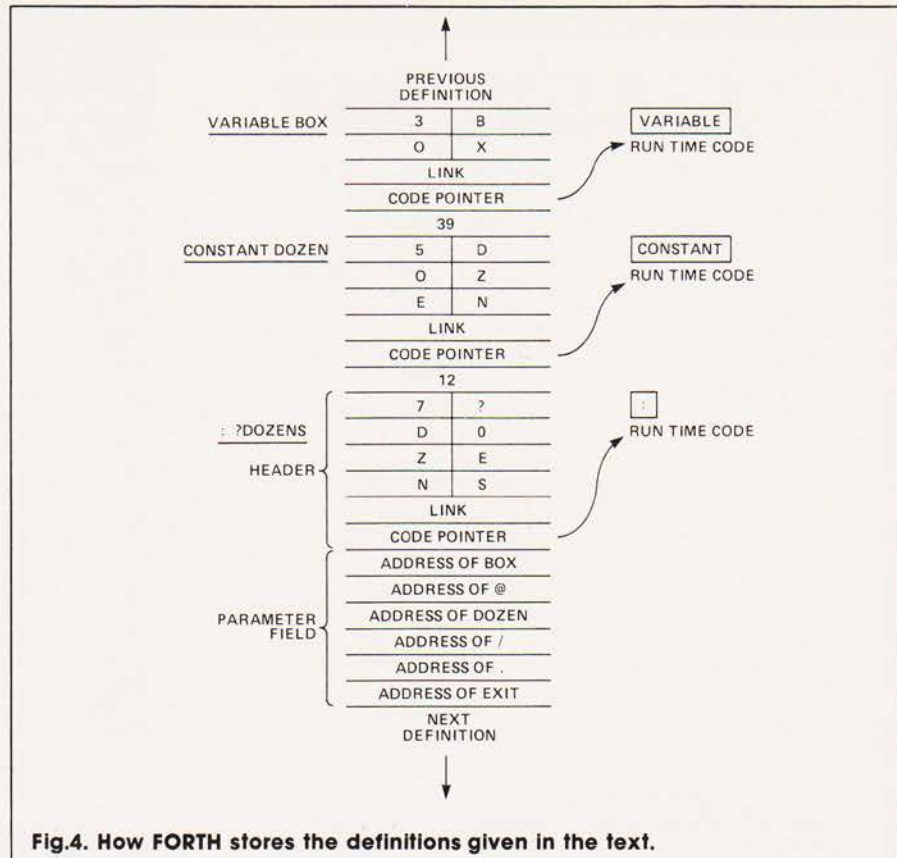 PREVIOUS
DEFINITION
VARIABLE BOX
3 B
O X
LINK
CODE POINTER
39
VARIABLE
RUN TIME CODE
CONSTANT DOZEN
5 D
O Z
E N
LINK
CODE POINTER
12
CONSTANT
RUN TIME CODE
: ?DOZENS
HEADER
7 ?
D 0
Z E
N S
LINK
CODE POINTER
:
RUN TIME CODE
PARAMETER
FIELD
ADDRESS OF BOX
ADDRESS OF @
ADDRESS OF DOZEN
ADDRESS OF /
ADDRESS OF .
ADDRESS OF EXIT
NEXT
DEFINITION
Fig.4. How FORTH stores the definitions given in the text.